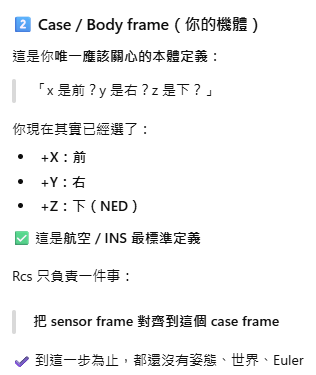 2️⃣ Case / Body frame（你的機體）
這是你唯一應該關心的本體定義：
「x 是前？y 是右？z 是下？」
你現在其實已經選了：
• +X：前
• +Y：右
• +Z：下（NED）
✅ 這是航空 / INS 最標準定義
Rcs 只負責一件事：
把 sensor frame 對齊到這個 case frame
✔ 到這一步為止，都還沒有姿態、世界、Euler